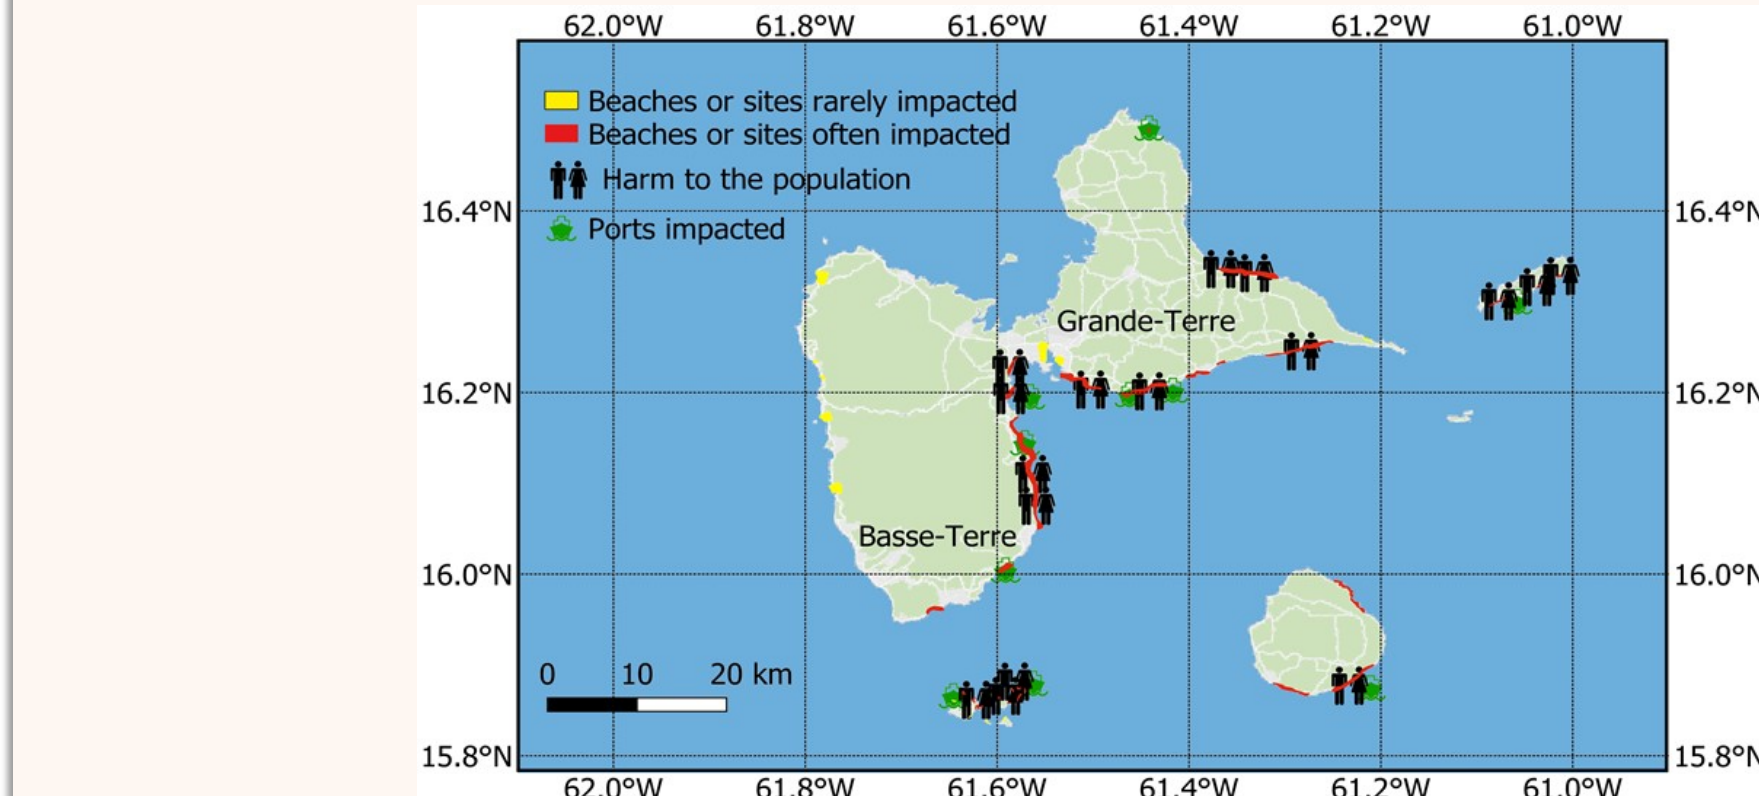 62.0°W 61.8°W 61.6°W 61.4°W 61.2°W 61.0°W
Beaches or sites rarely impacted
Beaches or sites often impacted
Harm to the population
Ports impacted
16.4°N 16.4°N
Grande-Terre
16.2°N 16.2°N
Basse-Terre
16.0°N 16.0°N
0 10 20 km
15.8°N 15.8°N
62.0°W 61.8°W 61.6°W 61.4°W 61.2°W 61.0°W